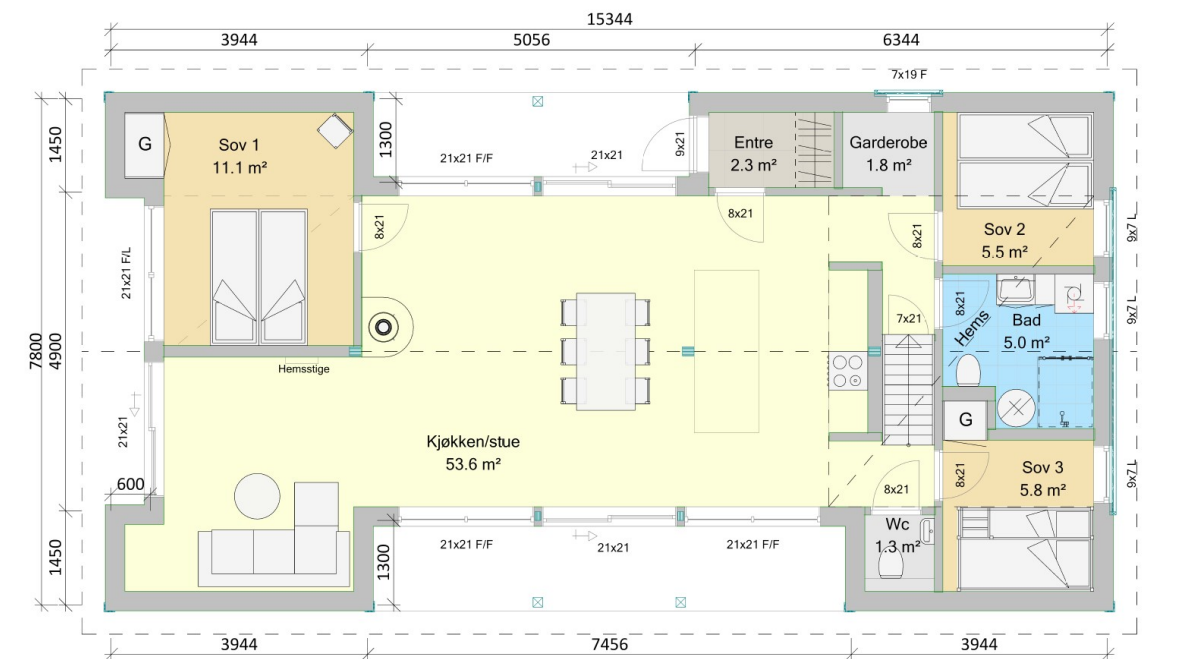 15344
3944
5056
6344
7x19 F
1450
1300
G
Sov 1
11.1 m²
21x21 F/F
21x21
9x21
Entre
2.3 m²
Garderobe
1.8 m²
8x21
8x21
8x21
Sov 2
5.5 m²
9x7 L
21x21 F/L
7800
4900
7x21
8x21
Hems
Bad
5.0 m²
9x7 L
Hemsstige
21x21
G
Kjøkken/stue
53.6 m²
600
8x21
8x21
Sov 3
5.8 m²
9x7 L
1450
1300
21x21 F/F
21x21
21x21 F/F
Wc
1.3 m²
3944
7456
3944